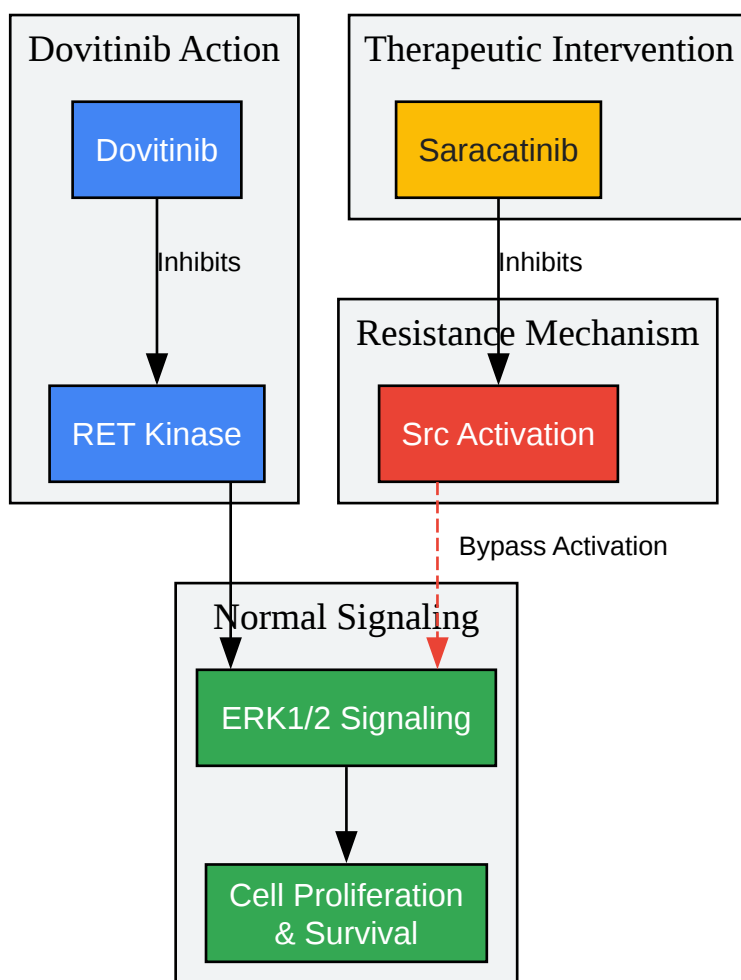 Dovitinib Action
Therapeutic Intervention
Dovitinib
Saracatinib
Inhibits
Inhibits
Resistance Mechanism
RET Kinase
Src Activation
Bypass Activation
Normal Signaling
ERK1/2 Signaling
Cell Proliferation
& Survival